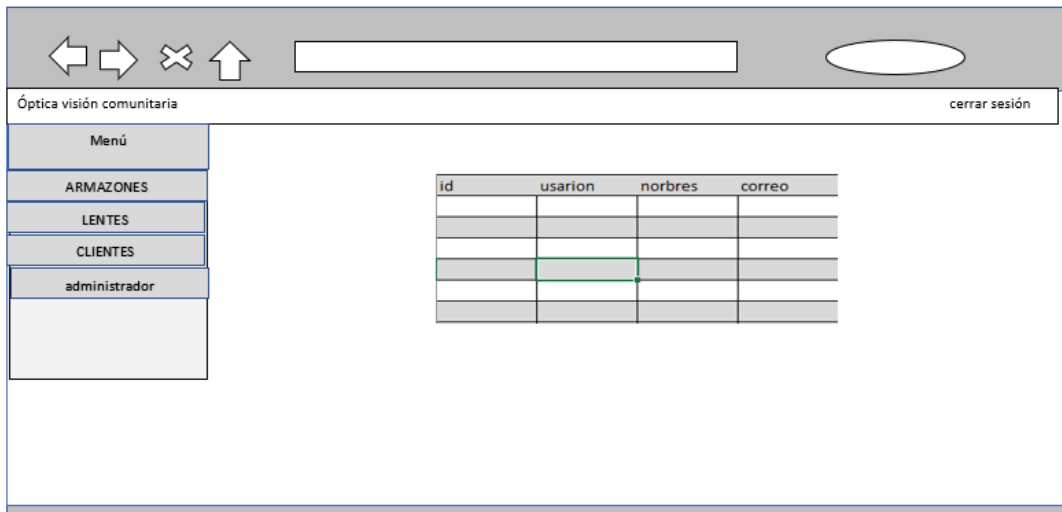 Óptica visión comunitaria cerrar sesión
Menú
ARMAZONES
LENTES
CLIENTES
administrador
id usarion norbres correo